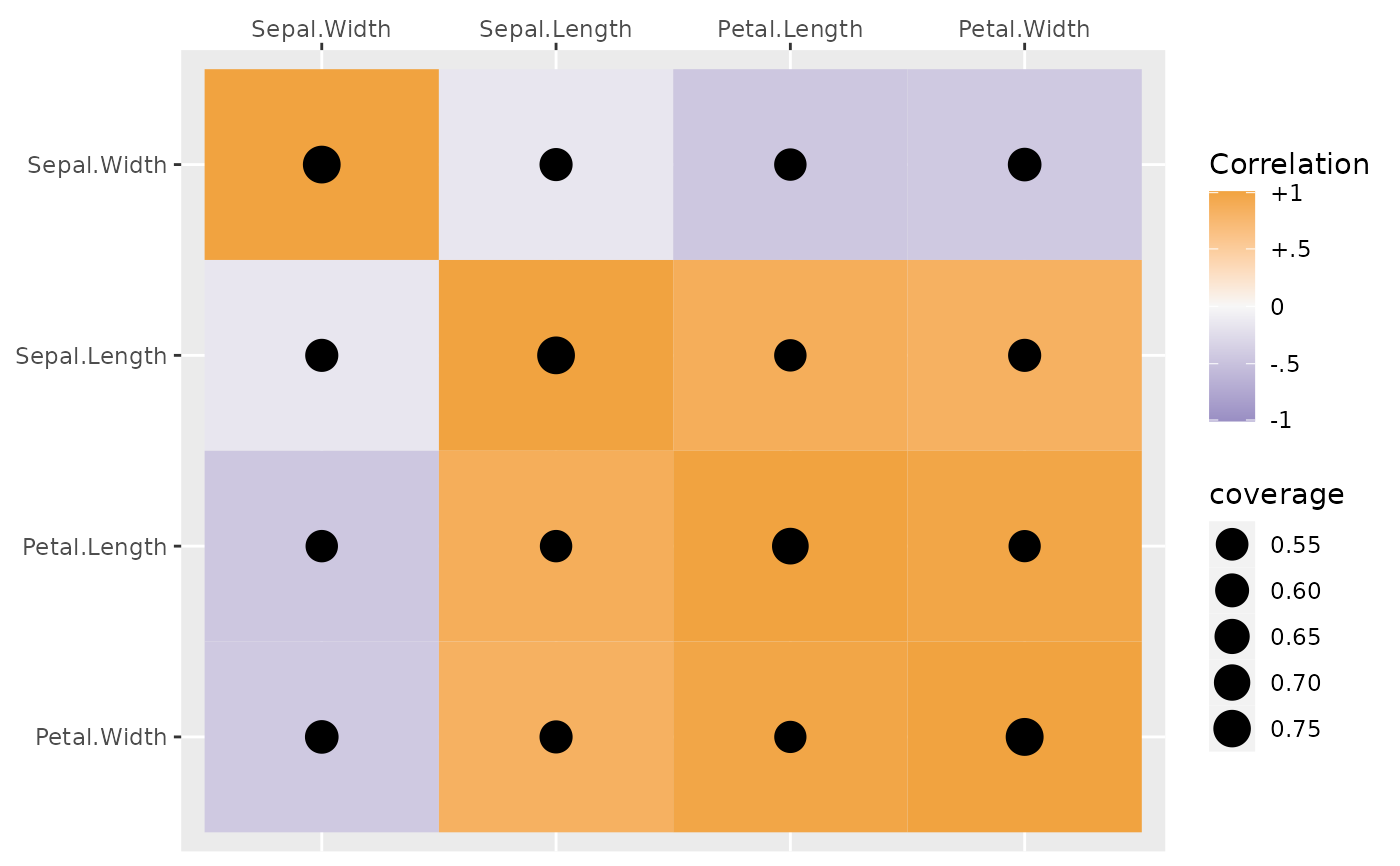 Sepal.Width Sepal.Length Petal.Length Petal.Width
Sepal.Width
Sepal.Length
Petal.Length
Petal.Width
Correlation
+1
+.5
0
-.5
-1
coverage
0.55
0.60
0.65
0.70
0.75